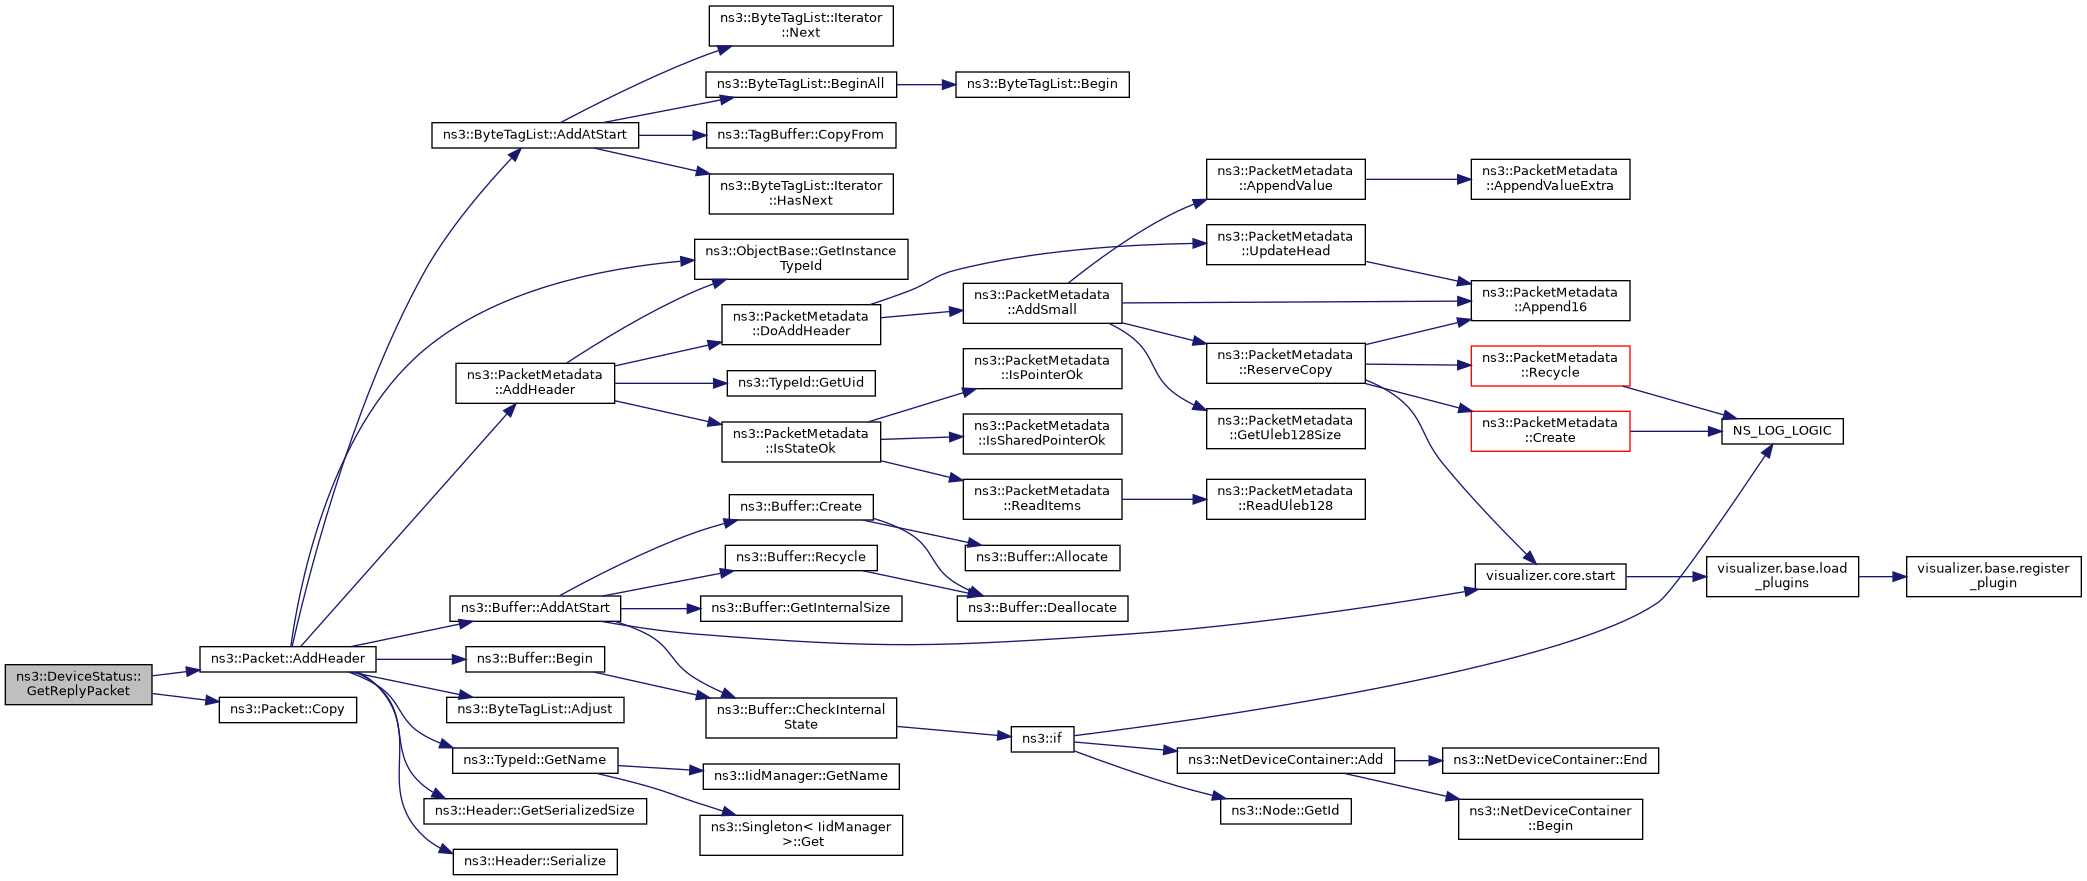 ns3::DeviceStatus::
GetReplyPacket
ns3::Packet::AddHeader
ns3::Packet::Copy
ns3::ByteTagList::AddAtStart
ns3::PacketMetadata
::AddHeader
ns3::Buffer::AddAtStart
ns3::Buffer::Begin
ns3::ByteTagList::Adjust
ns3::TypeId::GetName
ns3::Header::GetSerializedSize
ns3::Header::Serialize
ns3::ByteTagList::Iterator
::Next
ns3::ByteTagList::BeginAll
ns3::TagBuffer::CopyFrom
ns3::ByteTagList::Iterator
::HasNext
ns3::ObjectBase::GetInstance
TypeId
ns3::PacketMetadata
::DoAddHeader
ns3::TypeId::GetUid
ns3::PacketMetadata
::IsStateOk
ns3::Buffer::Create
ns3::Buffer::Recycle
ns3::Buffer::GetInternalSize
ns3::Buffer::CheckInternal
State
ns3::IidManager::GetName
ns3::Singleton< IidManager
>::Get
ns3::ByteTagList::Begin
ns3::PacketMetadata
::AddSmall
ns3::PacketMetadata
::IsPointerOk
ns3::PacketMetadata
::IsSharedPointerOk
ns3::PacketMetadata
::ReadItems
ns3::Buffer::Allocate
ns3::Buffer::Deallocate
ns3::if
ns3::PacketMetadata
::AppendValue
ns3::PacketMetadata
::UpdateHead
ns3::PacketMetadata
::ReserveCopy
ns3::PacketMetadata
::GetUleb128Size
ns3::PacketMetadata
::ReadUleb128
ns3::NetDeviceContainer::Add
ns3::Node::GetId
ns3::PacketMetadata
::AppendValueExtra
ns3::PacketMetadata
::Append16
ns3::PacketMetadata
::Recycle
ns3::PacketMetadata
::Create
visualizer.core.start
ns3::NetDeviceContainer::End
ns3::NetDeviceContainer
::Begin
NS_LOG_LOGIC
visualizer.base.load
_plugins
visualizer.base.register
_plugin